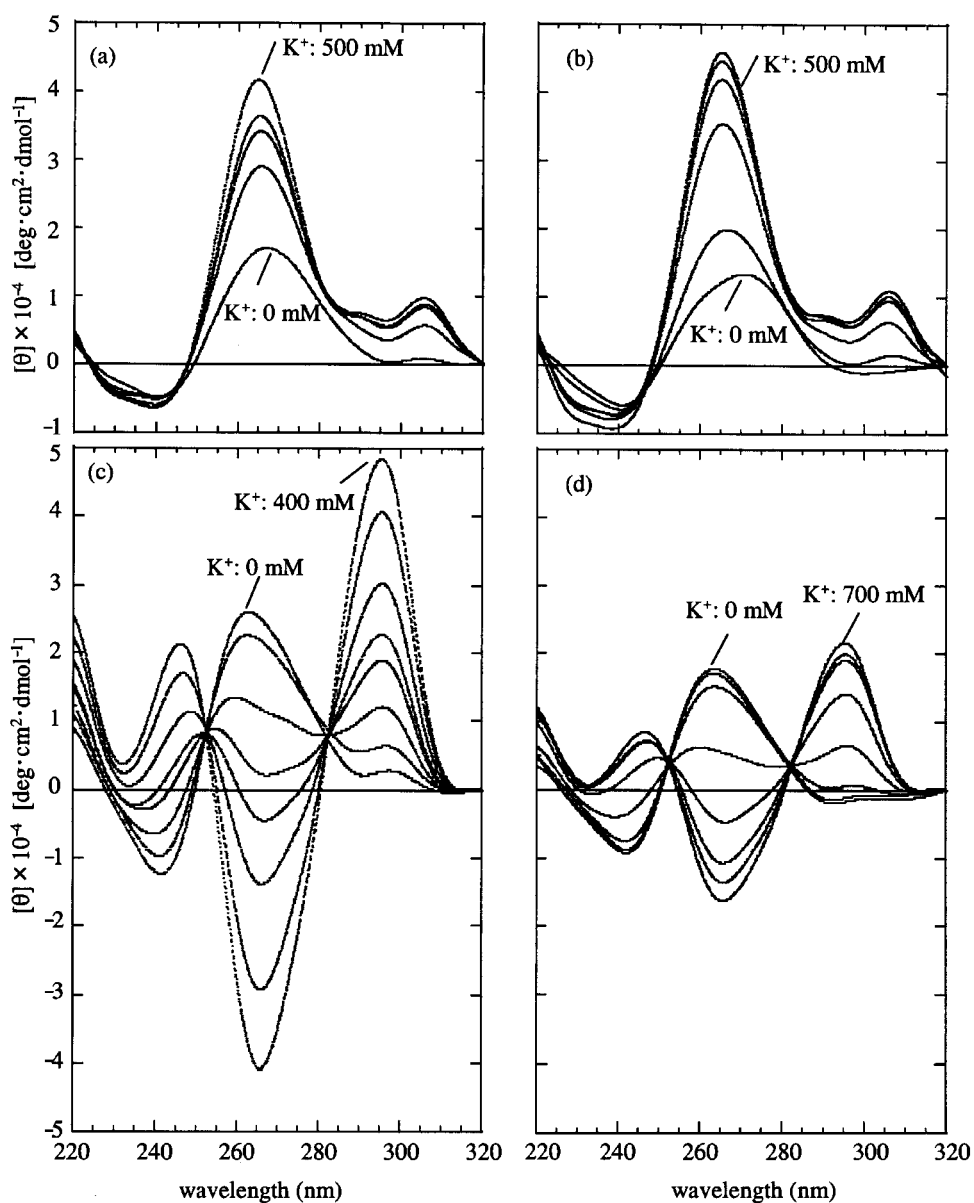 5
4
3
2
1
0
−1
[θ] × 10⁻⁴ [deg·cm²·dmol⁻¹]
(a)
K⁺: 500 mM
K⁺: 0 mM
(b)
K⁺: 500 mM
K⁺: 0 mM
5
4
3
2
1
0
−1
−2
−3
−4
−5
[θ] × 10⁻⁴ [deg·cm²·dmol⁻¹]
(c)
K⁺: 400 mM
K⁺: 0 mM
(d)
K⁺: 0 mM
K⁺: 700 mM
220 240 260 280 300 320
220 240 260 280 300 320
wavelength (nm)
wavelength (nm)